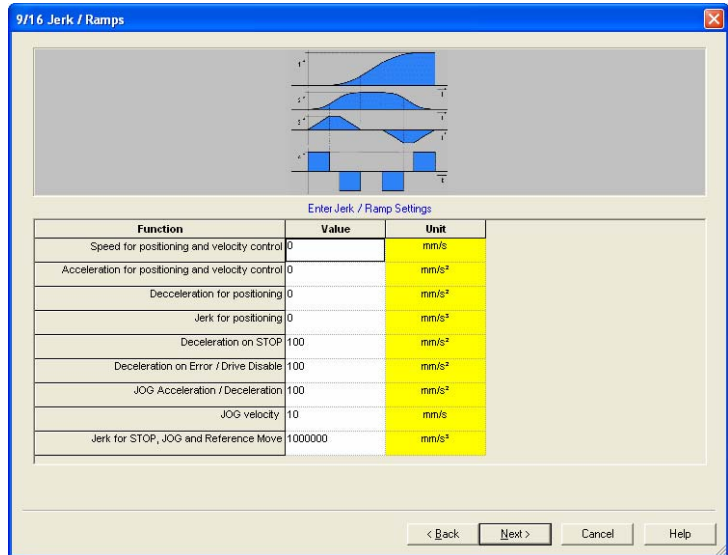 9/16 Jerk / Ramps
Enter Jerk / Ramp Settings
Function Value Unit
Speed for positioning and velocity control 0 mm/s
Acceleration for positioning and velocity control 0 mm/s²
Decceleration for positioning 0 mm/s²
Jerk for positioning 0 mm/s³
Deceleration on STOP 100 mm/s²
Deceleration on Error / Drive Disable 100 mm/s²
JOG Acceleration / Deceleration 100 mm/s²
JOG velocity 10 mm/s
Jerk for STOP, JOG and Reference Move 1000000 mm/s³
< Back Next > Cancel Help